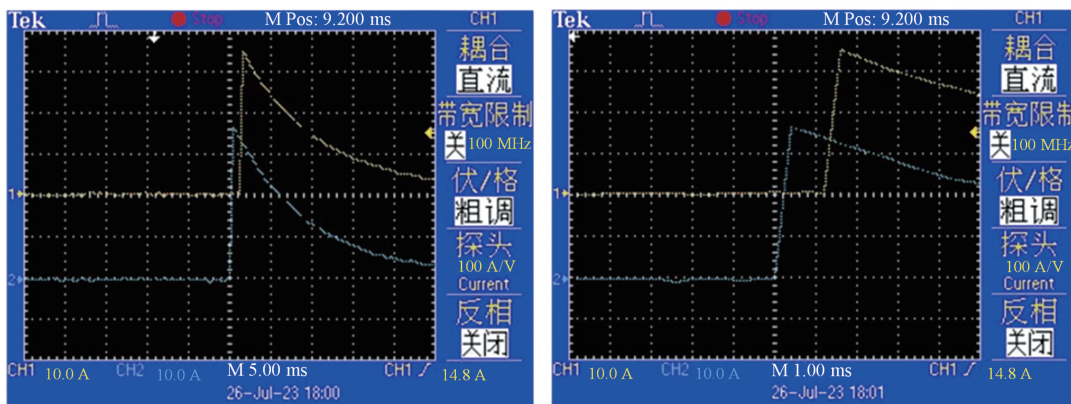 Tek Stop M Pos: 9.200 ms CH1
耦合
直流
带宽限制
关 100 MHz
伏/格
粗调
探头
100 A/V
Current
反相
关闭
1
2
CH1 10.0 A CH2 10.0 A M 5.00 ms CH1 14.8 A
26-Jul-23 18:00
Tek Stop M Pos: 9.200 ms CH1
耦合
直流
带宽限制
关 100 MHz
伏/格
粗调
探头
100 A/V
Current
反相
关闭
1
2
CH1 10.0 A CH2 10.0 A M 1.00 ms CH1 14.8 A
26-Jul-23 18:01